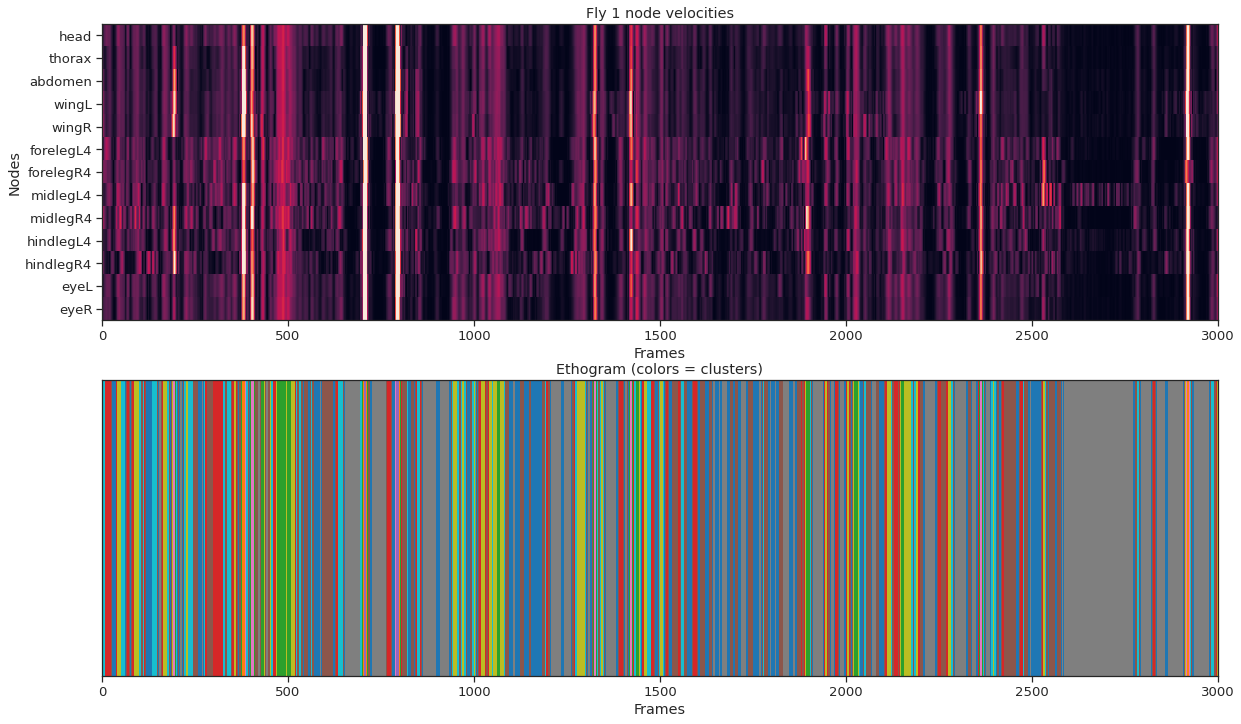 Fly 1 node velocities
Nodes
head
thorax
abdomen
wingL
wingR
forelegL4
forelegR4
midlegL4
midlegR4
hindlegL4
hindlegR4
eyeL
eyeR
0 500 1000 1500 2000 2500 3000
Frames
Ethogram (colors = clusters)
0 500 1000 1500 2000 2500 3000
Frames